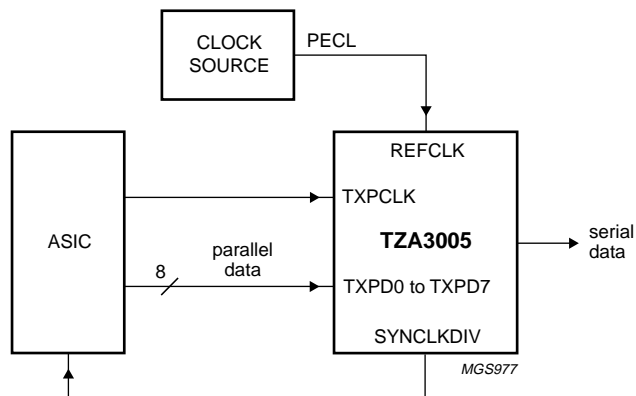 CLOCK
SOURCE
PECL
REFCLK
TXPCLK
ASIC
TZA3005
serial
data
8
parallel
data
TXPD0 to TXPD7
SYNCLKDIV
MGS977